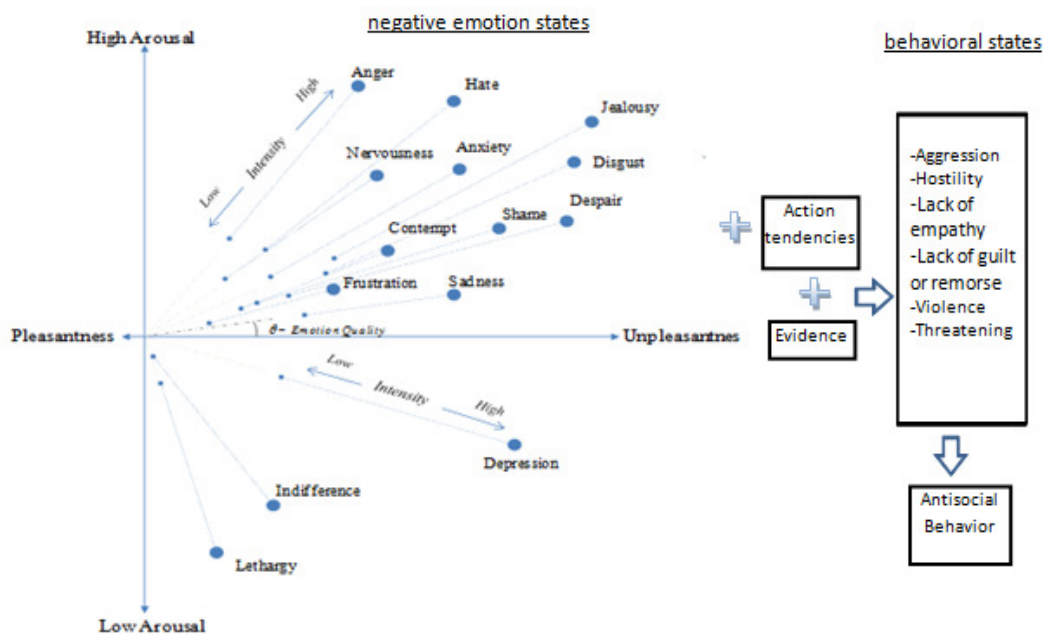 negative emotion states
behavioral states
High Arousal
Anger
Hate
Jealousy
High
Intensity
Low
Nervousness
Anxiety
Disgust
Despair
Shame
Contempt
Frustration
Sadness
Pleasantness
θ- Emotion Quality
Unpleasantnes
Low
Intensity
High
Depression
Indifference
Lethargy
Low Arousal
Action
tendencies
Evidence
-Aggression
-Hostility
-Lack of
empathy
-Lack of guilt
or remorse
-Violence
-Threatening
Antisocial
Behavior